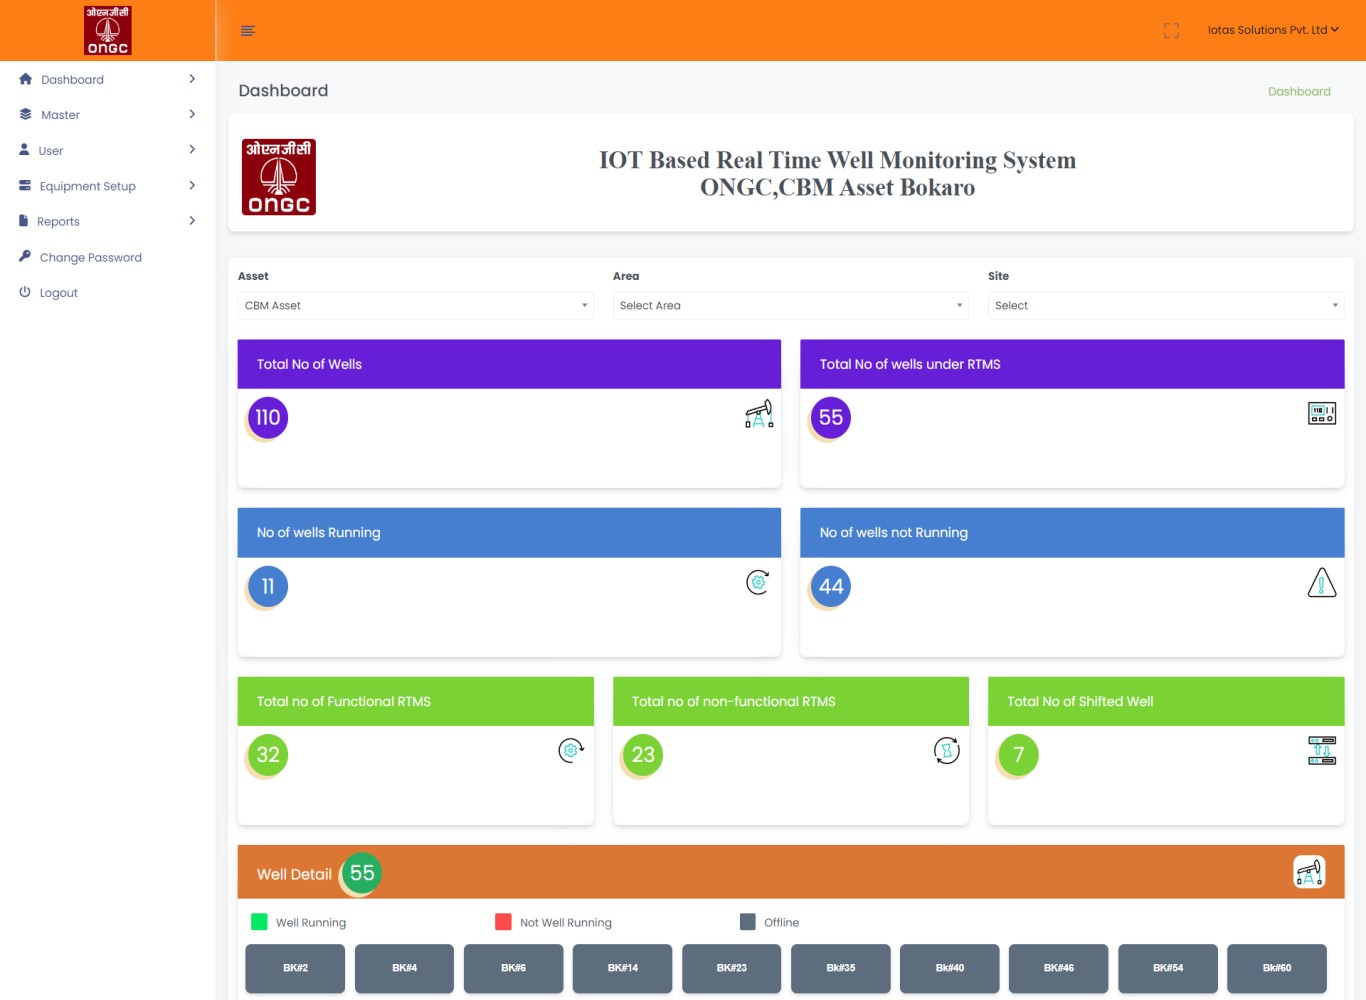 ओएनजीसी
ongc
Iotas Solutions Pvt. Ltd
Dashboard
Master
User
Equipment Setup
Reports
Change Password
Logout
Dashboard
Dashboard
ओएनजीसी
ongc
IOT Based Real Time Well Monitoring System
ONGC,CBM Asset Bokaro
Asset
Area
Site
CBM Asset
Select Area
Select
Total No of Wells
Total No of wells under RTMS
110
55
No of wells Running
No of wells not Running
11
44
Total no of Functional RTMS
Total no of non-functional RTMS
Total No of Shifted Well
32
23
7
Well Detail 55
Well Running
Not Well Running
Offline
BK#2
BK#4
BK#6
BK#14
BK#23
Bk#35
Bk#40
BK#46
BK#54
Bk#60